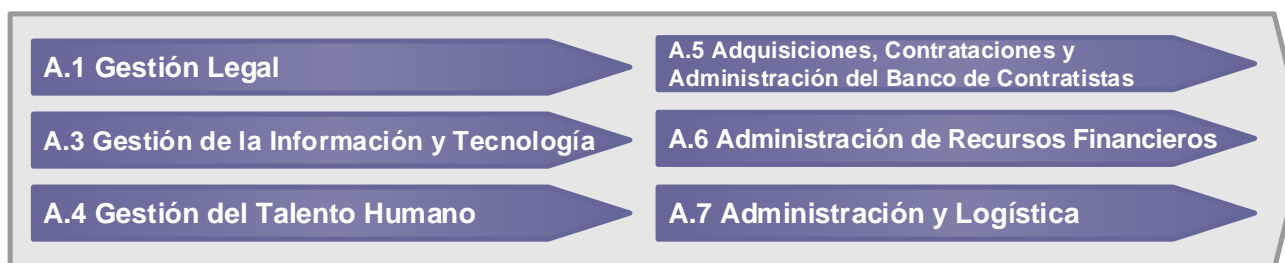 A.1 Gestión Legal
A.3 Gestión de la Información y Tecnología
A.4 Gestión del Talento Humano
A.5 Adquisiciones, Contrataciones y
Administración del Banco de Contratistas
A.6 Administración de Recursos Financieros
A.7 Administración y Logística